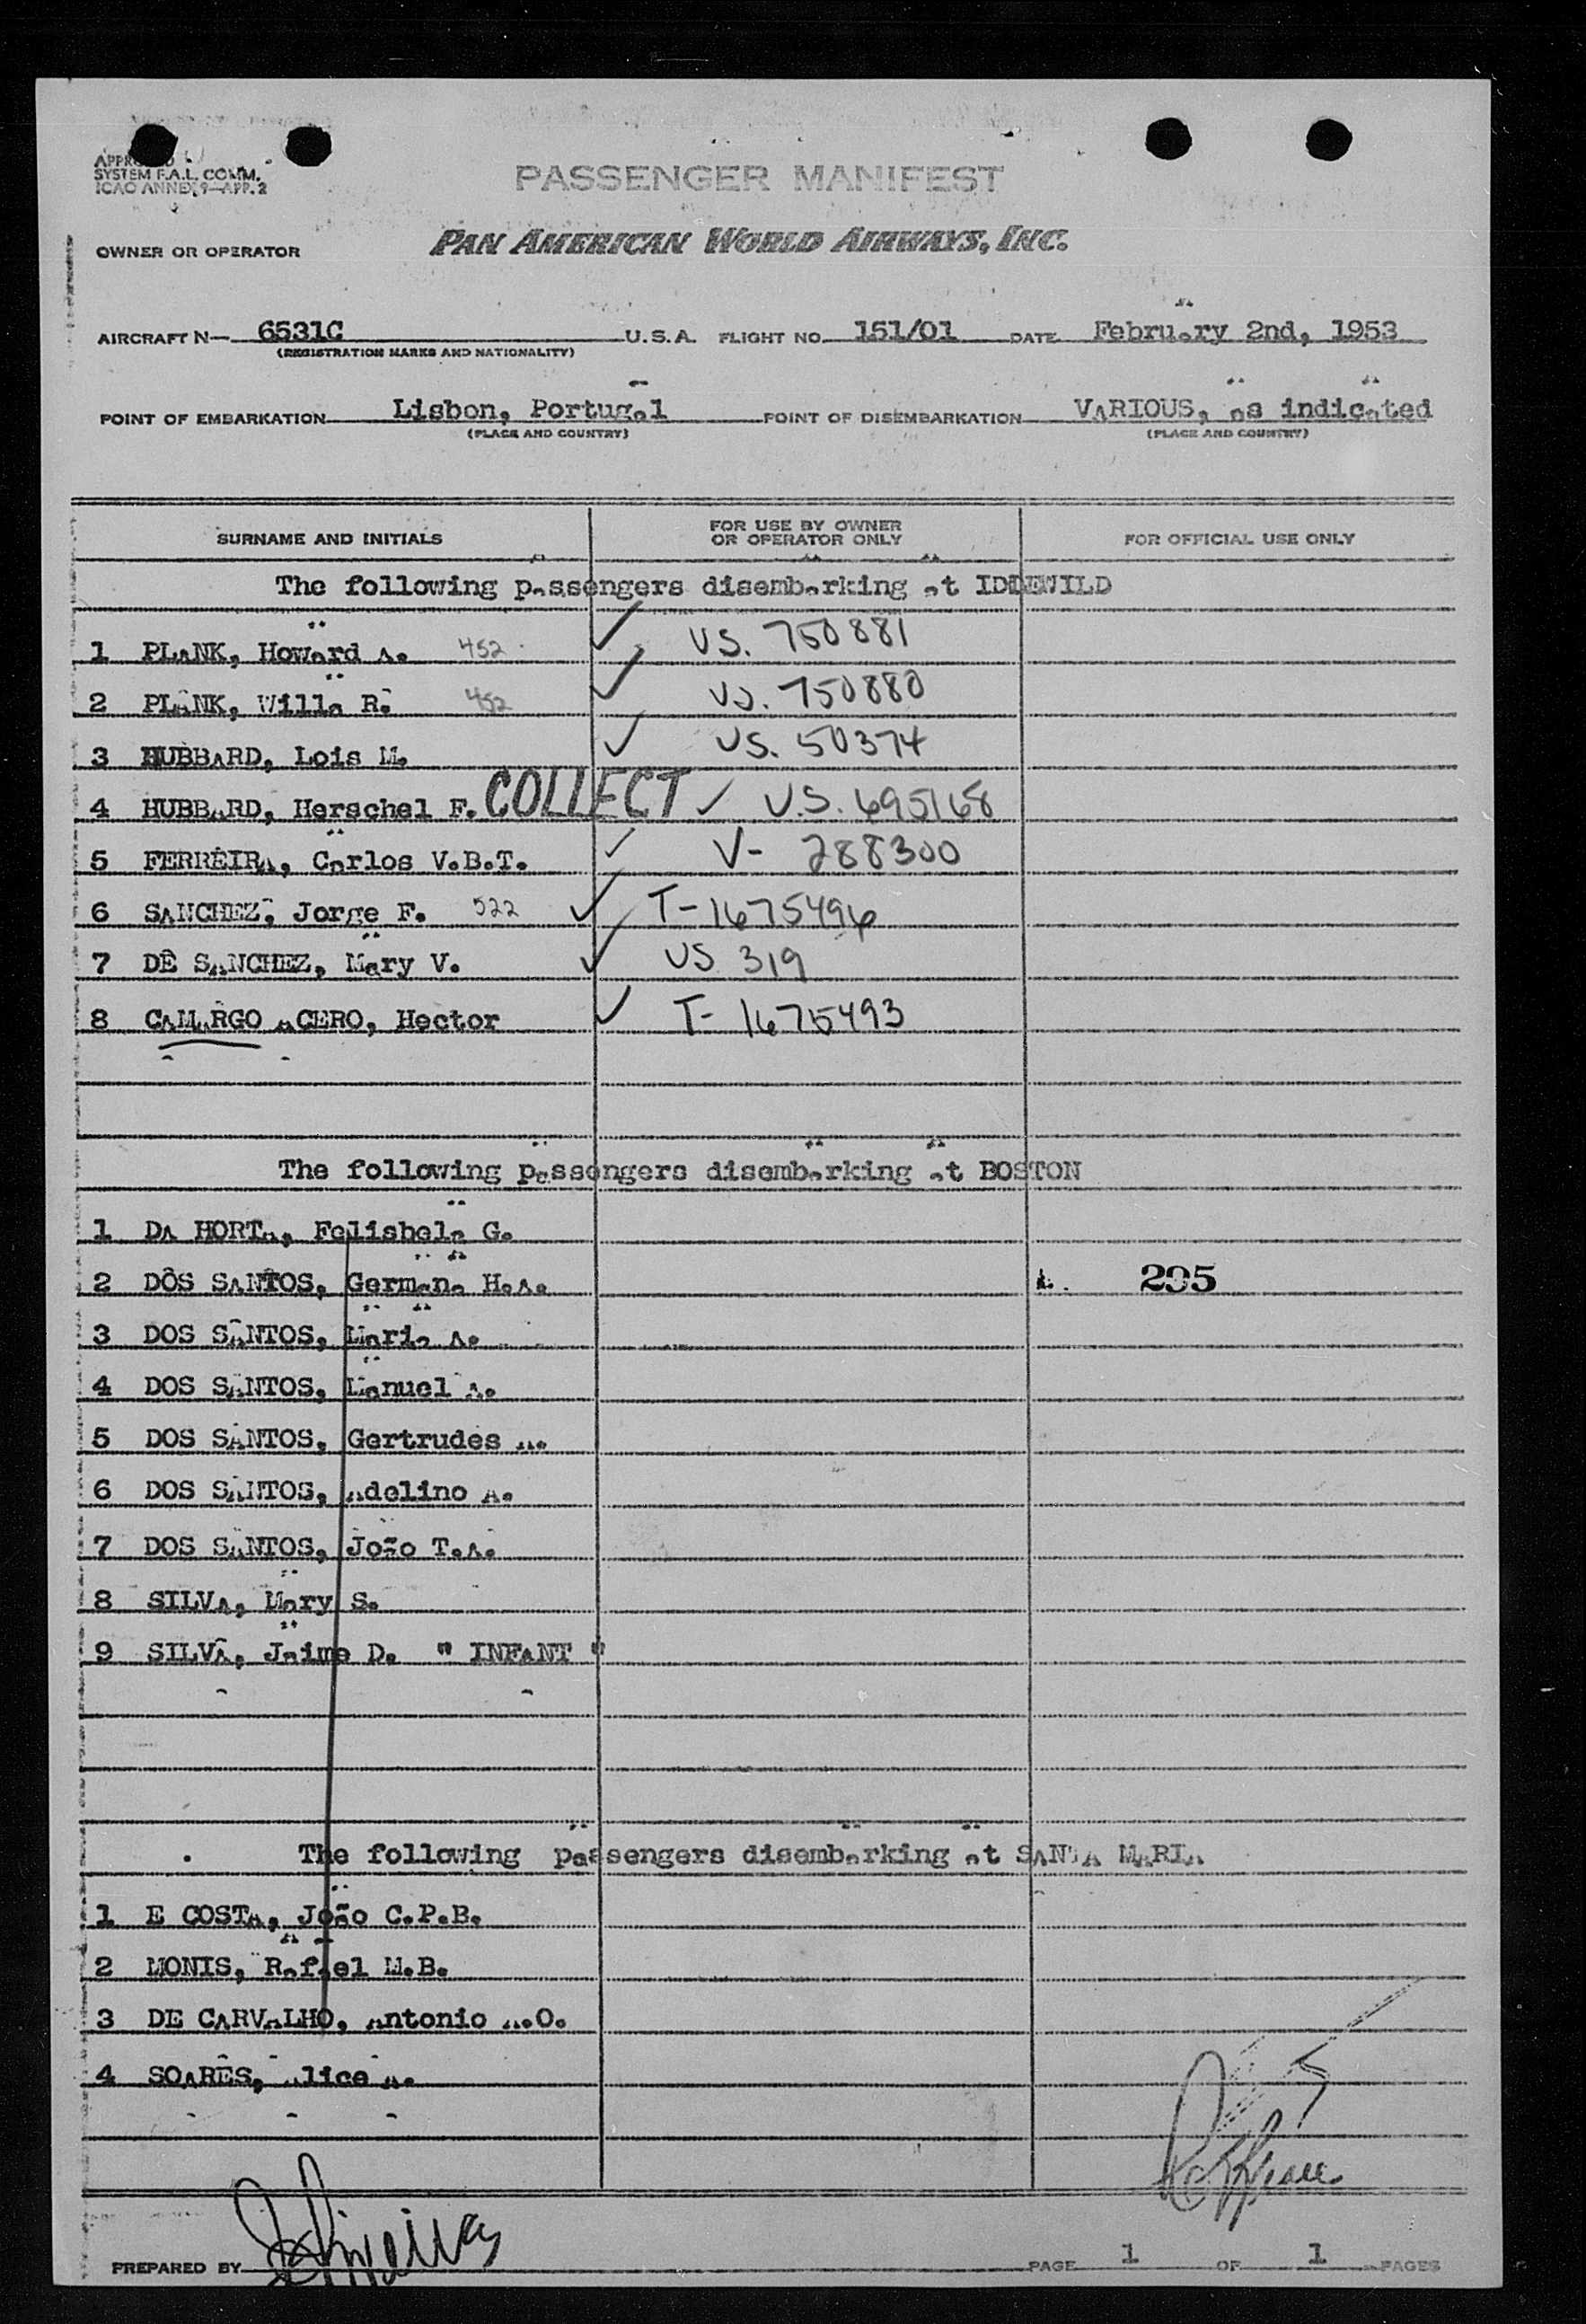 SYSTEM F.A.L. COMM.
ICAO ANNEX 9—APP. 2
PASSENGER MANIFEST
OWNER OR OPERATOR PAN AMERICAN WORLD AIRWAYS, INC.
AIRCRAFT N— 6531C U.S.A. FLIGHT NO. 151/01 DATE February 2nd, 1953
(REGISTRATION MARKS AND NATIONALITY)
POINT OF EMBARKATION Lisbon, Portugal POINT OF DISEMBARKATION VARIOUS, as indicated
(PLACE AND COUNTRY) (PLACE AND COUNTRY)
SURNAME AND INITIALS FOR USE BY OWNER OR OPERATOR ONLY FOR OFFICIAL USE ONLY
The following passengers disembarking at IDLEWILD
1 PLANK, Howard A. 452 ✓ US. 750881
2 PLANK, Willa R. 452 ✓ US. 750880
3 HUBBARD, Lois M. ✓ US. 50374
4 HUBBARD, Herschel F. COLLECT ✓ U.S. 695168
5 FERREIRA, Carlos V.B.T. ✓ V- 288300
6 SANCHEZ, Jorge F. 522 ✓ T-1675496
7 DE SANCHEZ, Mary V. ✓ US 319
8 CAMARGO ACERO, Hector ✓ T- 1675493
The following passengers disembarking at BOSTON
1 DA HORTA, Felisbela G.
2 DOS SANTOS, Germana H.A. 295
3 DOS SANTOS, Maria A.
4 DOS SANTOS, Manuel A.
5 DOS SANTOS, Gertrudes A.
6 DOS SANTOS, Adelino A.
7 DOS SANTOS, João T.A.
8 SILVA, Mary S.
9 SILVA, Jaime D. " INFANT "
The following passengers disembarking at SANTA MARIA
1 E COSTA, João C.P.B.
2 MONIS, Rafael M.B.
3 DE CARVALHO, Antonio A.O.
4 SOARES, Alice A.
PREPARED BY PAGE 1 OF 1 PAGES